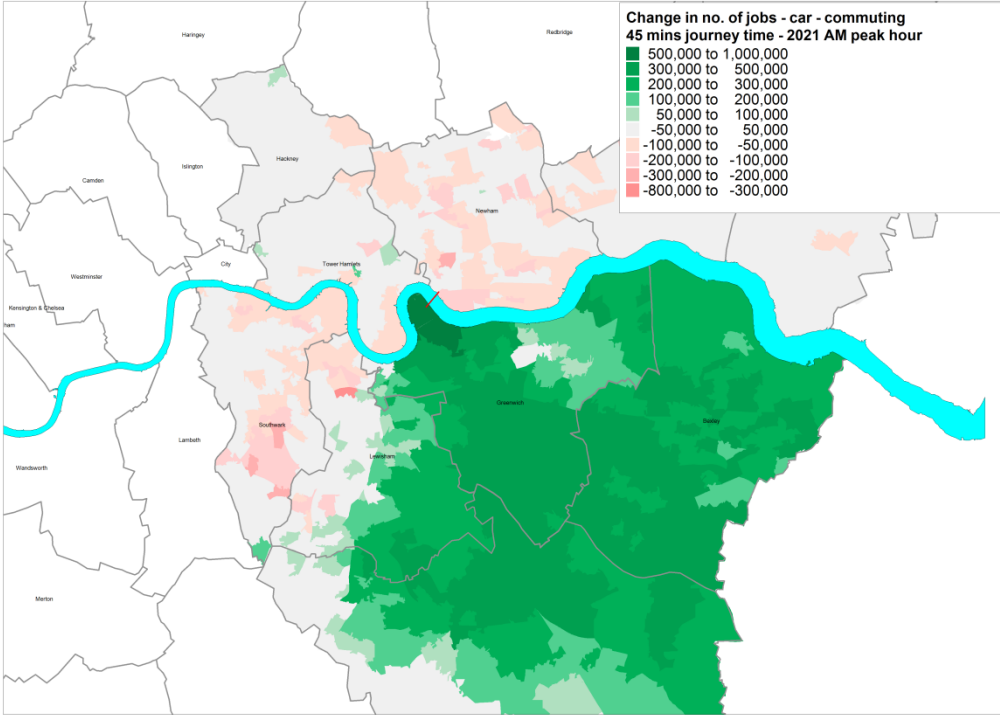 Change in no. of jobs - car - commuting
45 mins journey time - 2021 AM peak hour
500,000 to 1,000,000
300,000 to 500,000
200,000 to 300,000
100,000 to 200,000
50,000 to 100,000
-50,000 to 50,000
-100,000 to -50,000
-200,000 to -100,000
-300,000 to -200,000
-800,000 to -300,000
Haringey
Redbridge
Hackney
Islington
Camden
Newham
City
Tower Hamlets
Westminster
Kensington & Chelsea
ham
Greenwich
Bexley
Southwark
Lambeth
Lewisham
Wandsworth
Merton